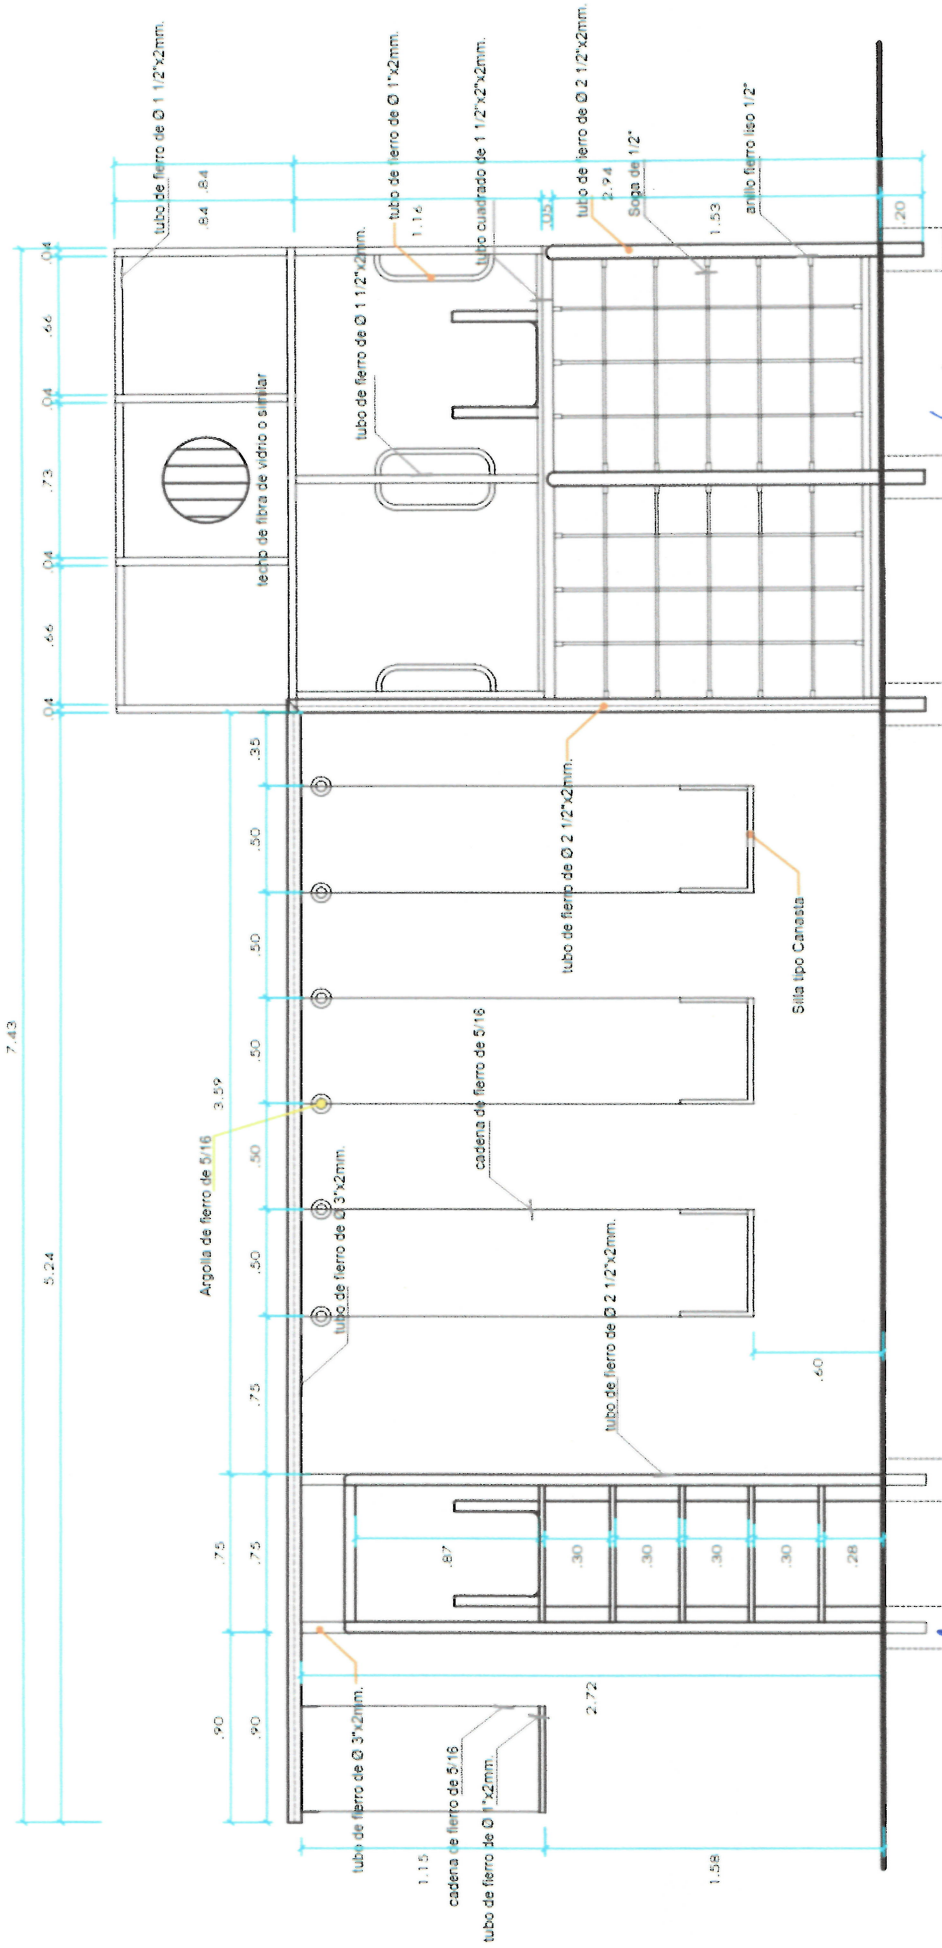 7.43
5.24
.04
.66
.04
.73
.04
.66
.04
.90
.75
3.59
.90
.75
.75
.50
.50
.50
.50
.50
.35
Argolla de fierro de 5/16
tubo de fierro de Ø 1 1/2"x2mm.
.84
.84
techo de fibra de vidrio o similar
tubo de fierro de Ø 3"x2mm.
tubo de fierro de Ø 1 1/2"x2mm.
tubo de fierro de Ø 1"x2mm.
1.16
tubo cuadrado de 1 1/2"x2"x2mm.
.05
tubo de fierro de Ø 3"x2mm.
1.15
cadena de fierro de 5/16
tubo de fierro de Ø 1"x2mm.
.87
cadena de fierro de 5/16
tubo de fierro de Ø 2 1/2"x2mm.
tubo de fierro de Ø 2 1/2"x2mm.
2.94
Soga de 1/2"
2.72
.30
.30
.30
.30
.28
tubo de fierro de Ø 2 1/2"x2mm.
1.58
1.53
anillo fierro liso 1/2"
Silla tipo Canasta
.60
.20